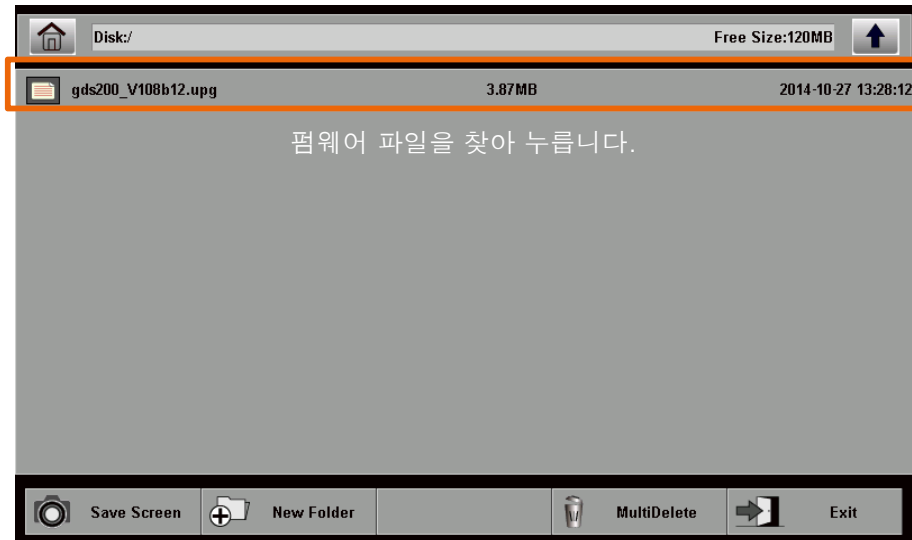 Disk:/ Free Size:120MB
gds200_V108b12.upg 3.87MB 2014-10-27 13:28:12
펌웨어 파일을 찾아 누릅니다.
Save Screen New Folder MultiDelete Exit